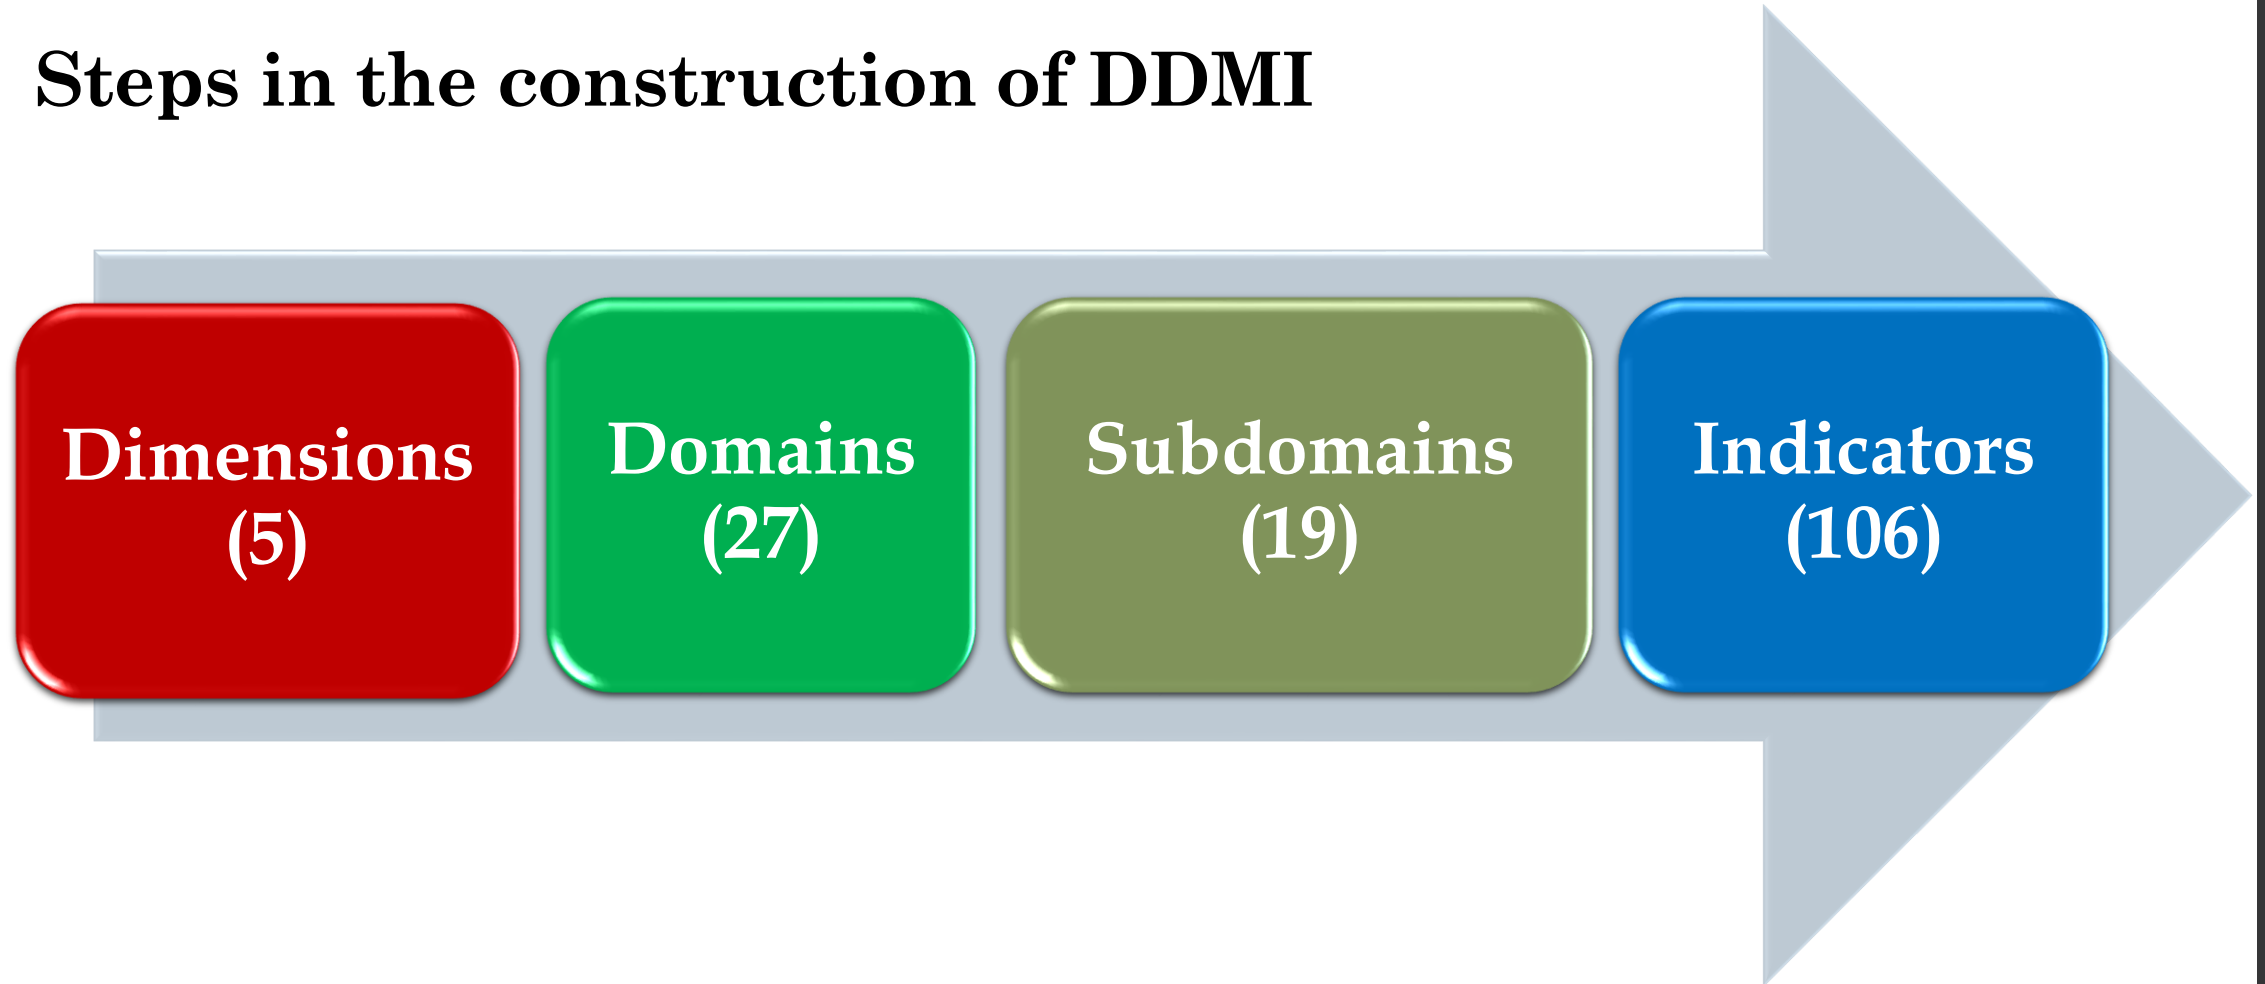 Steps in the construction of DDMI
Dimensions
(5)
Domains
(27)
Subdomains
(19)
Indicators
(106)